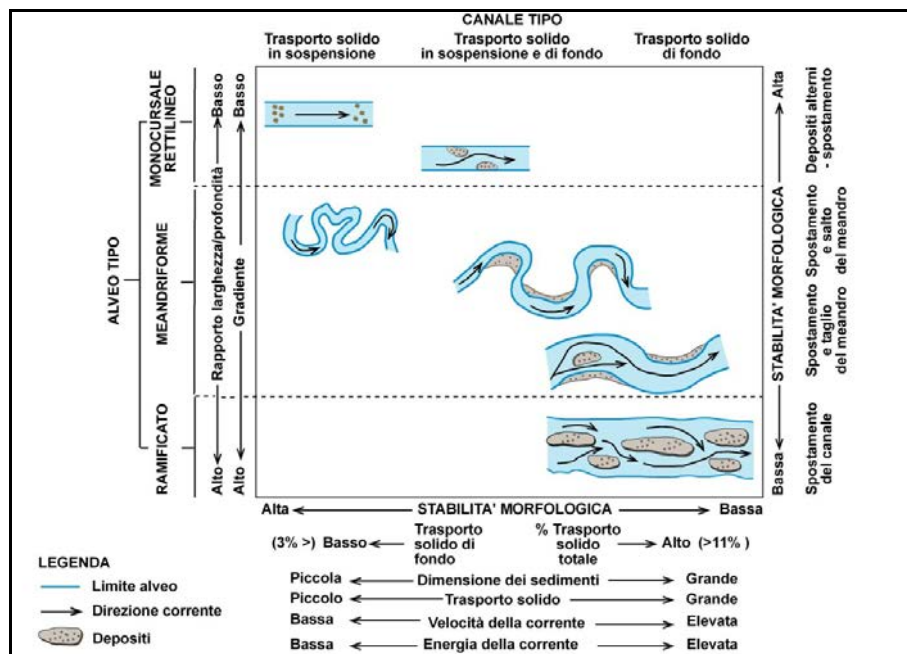 CANALE TIPO
Trasporto solido
in sospensione
Trasporto solido
in sospensione e di fondo
Trasporto solido
di fondo
ALVEO TIPO
MONOCURSALE
RETTILINEO
MEANDRIFORME
RAMIFICATO
Basso
Rapporto larghezza/profondità
Alto
Basso
Gradiente
Alto
Alta
STABILITA' MORFOLOGICA
Bassa
Depositi alterni
- spostamento
Spostamento
e salto
del meandro
Spostamento
e taglio
del meandro
Spostamento
del canale
Alta STABILITA' MORFOLOGICA Bassa
(3% >) Basso
Trasporto
solido di
fondo
% Trasporto
solido
totale
Alto (>11% )
Piccola Dimensione dei sedimenti Grande
Piccolo Trasporto solido Grande
Bassa Velocità della corrente Elevata
Bassa Energia della corrente Elevata
LEGENDA
Limite alveo
Direzione corrente
Depositi